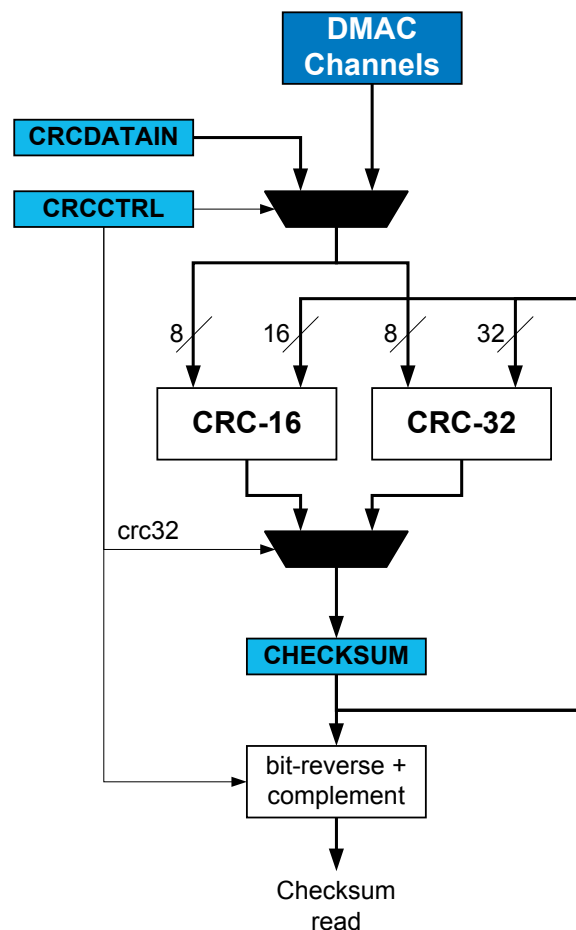 DMAC
Channels
CRCDATAIN
CRCCTRL
8
16
8
32
CRC-16
CRC-32
crc32
CHECKSUM
bit-reverse +
complement
Checksum
read